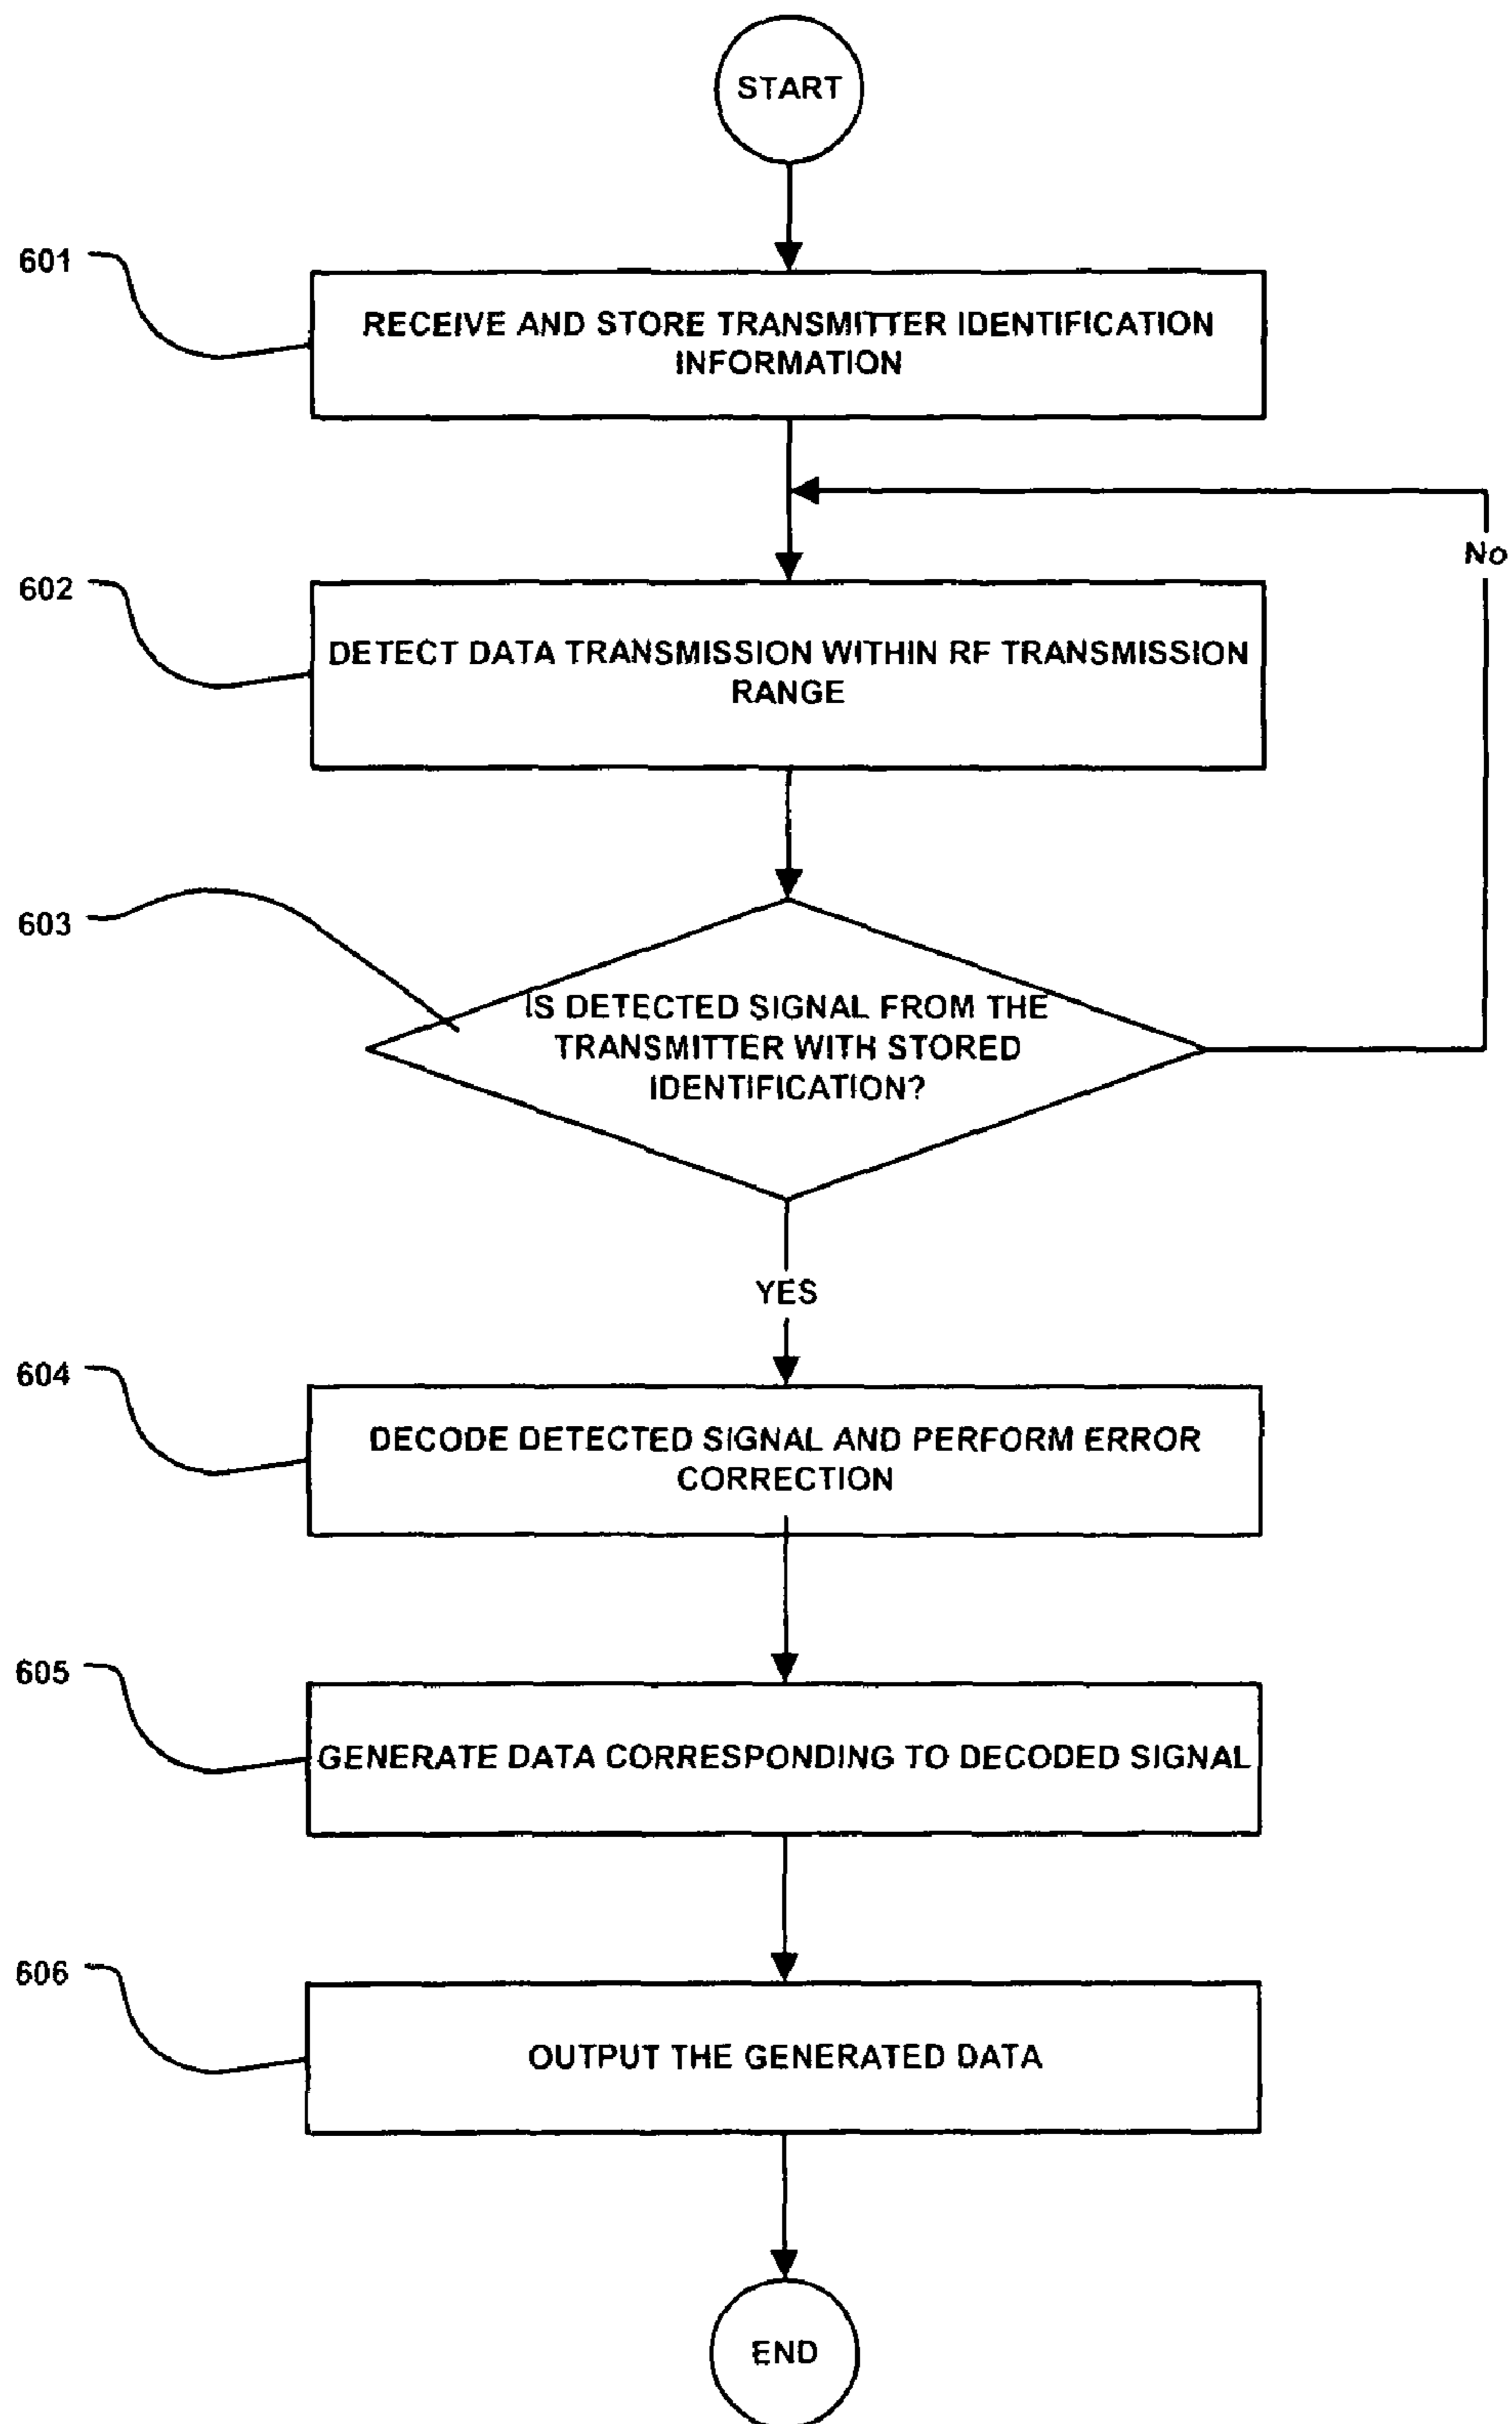 START
601
RECEIVE AND STORE TRANSMITTER IDENTIFICATION
INFORMATION
No
602
DETECT DATA TRANSMISSION WITHIN RF TRANSMISSION
RANGE
603
IS DETECTED SIGNAL FROM THE
TRANSMITTER WITH STORED
IDENTIFICATION?
YES
604
DECODE DETECTED SIGNAL AND PERFORM ERROR
CORRECTION
605
GENERATE DATA CORRESPONDING TO DECODED SIGNAL
606
OUTPUT THE GENERATED DATA
END